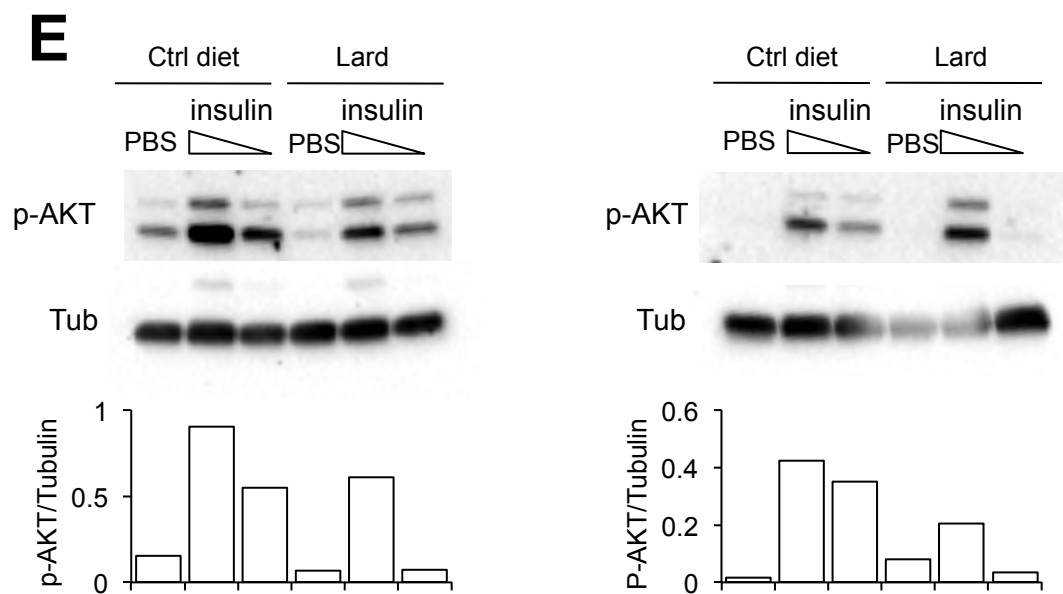 E
Ctrl diet Lard
insulin insulin
PBS PBS
p-AKT
Tub
p-AKT/Tubulin
1
0.5
0
Ctrl diet Lard
insulin insulin
PBS PBS
p-AKT
Tub
P-AKT/Tubulin
0.6
0.4
0.2
0